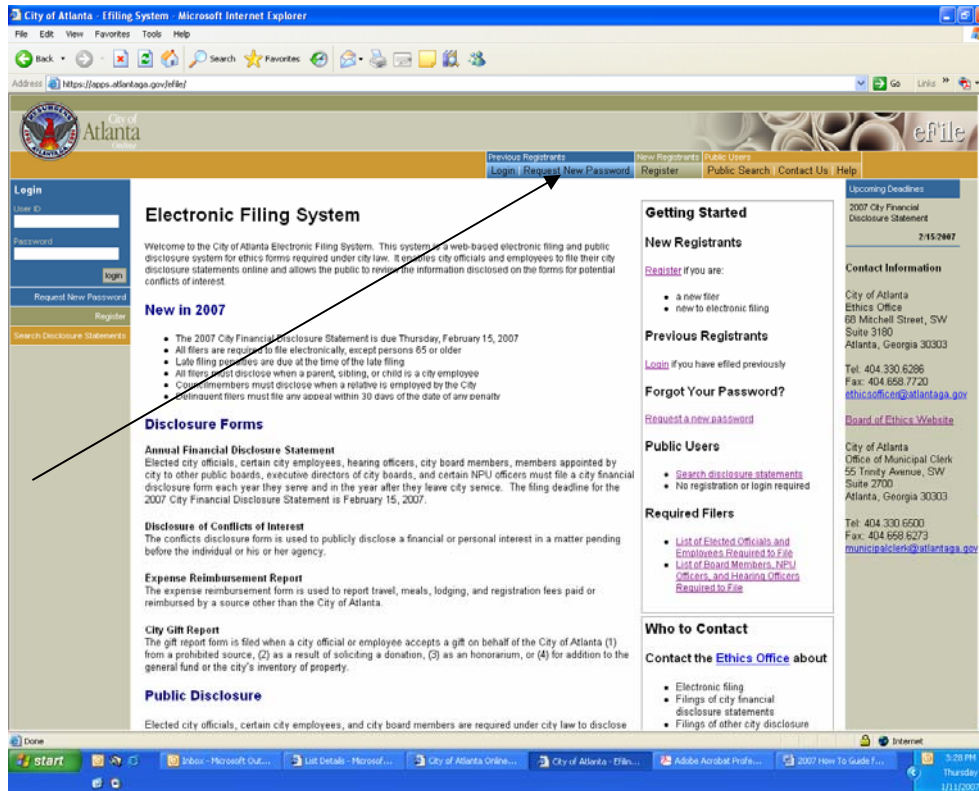 City of Atlanta - Efiling System - Microsoft Internet Explorer
File Edit View Favorites Tools Help
Back Search Favorites
Address https://apps.atlantaga.gov/efile/ Go Links
City of
Atlanta
Online
eFile
Previous Registrants New Registrants Public Users
Login Request New Password Register Public Search Contact Us Help
Login
User ID
Password
login
Request New Password
Register
Search Disclosure Statements
Electronic Filing System
Welcome to the City of Atlanta Electronic Filing System. This system is a web-based electronic filing and public
disclosure system for ethics forms required under city law. It enables city officials and employees to file their city
disclosure statements online and allows the public to review the information disclosed on the forms for potential
conflicts of interest.
New in 2007
• The 2007 City Financial Disclosure Statement is due Thursday, February 15, 2007
• All filers are required to file electronically, except persons 65 or older
• Late filing penalties are due at the time of the late filing
• All filers must disclose when a parent, sibling, or child is a city employee
• Councilmembers must disclose when a relative is employed by the City
• Delinquent filers must file any appeal within 30 days of the date of any penalty
Disclosure Forms
Annual Financial Disclosure Statement
Elected city officials, certain city employees, hearing officers, city board members, members appointed by
city to other public boards, executive directors of city boards, and certain NPU officers must file a city financial
disclosure form each year they serve and in the year after they leave city service. The filing deadline for the
2007 City Financial Disclosure Statement is February 15, 2007.
Disclosure of Conflicts of Interest
The conflicts disclosure form is used to publicly disclose a financial or personal interest in a matter pending
before the individual or his or her agency.
Expense Reimbursement Report
The expense reimbursement form is used to report travel, meals, lodging, and registration fees paid or
reimbursed by a source other than the City of Atlanta.
City Gift Report
The gift report form is filed when a city official or employee accepts a gift on behalf of the City of Atlanta (1)
from a prohibited source, (2) as a result of soliciting a donation, (3) as an honorarium, or (4) for addition to the
general fund or the city's inventory of property.
Public Disclosure
Elected city officials, certain city employees, and city board members are required under city law to disclose
Getting Started
New Registrants
Register if you are:
• a new filer
• new to electronic filing
Previous Registrants
Login if you have efiled previously
Forgot Your Password?
Request a new password
Public Users
• Search disclosure statements
• No registration or login required
Required Filers
• List of Elected Officials and
Employees Required to File
• List of Board Members, NPU
Officers, and Hearing Officers
Required to File
Who to Contact
Contact the Ethics Office about
• Electronic filing
• Filings of city financial
disclosure statements
• Filings of other city disclosure
Upcoming Deadlines
2007 City Financial
Disclosure Statement
2/15/2007
Contact Information
City of Atlanta
Ethics Office
68 Mitchell Street, SW
Suite 3180
Atlanta, Georgia 30303
Tel: 404.330.6286
Fax: 404.658.7720
ethicsofficer@atlantaga.gov
Board of Ethics Website
City of Atlanta
Office of Municipal Clerk
55 Trinity Avenue, SW
Suite 2700
Atlanta, Georgia 30303
Tel: 404.330.6500
Fax: 404.658.6273
municipalclerk@atlantaga.gov
Done Internet
start Inbox - Microsoft Out... List Details - Microsof... City of Atlanta Online... City of Atlanta - Efilin... Adobe Acrobat Profe... 2007 How To Guide f... 5:28 PM
Thursday
1/11/2007